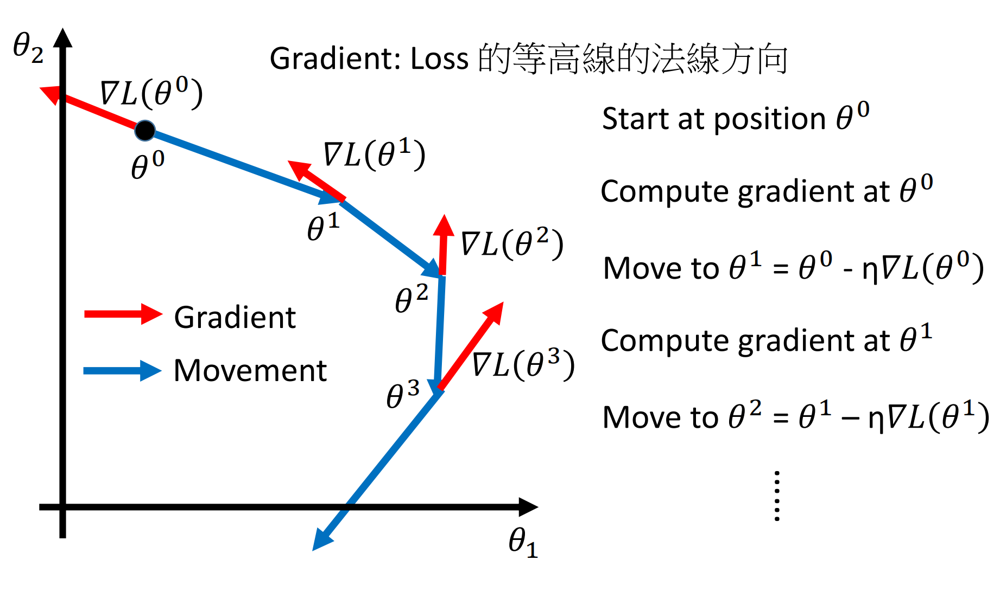 θ₂
Gradient: Loss 的等高線的法線方向
∇L(θ⁰)
θ⁰
∇L(θ¹)
θ¹
∇L(θ²)
θ²
∇L(θ³)
θ³
Gradient
Movement
θ₁
Start at position θ⁰
Compute gradient at θ⁰
Move to θ¹ = θ⁰ - η∇L(θ⁰)
Compute gradient at θ¹
Move to θ² = θ¹ – η∇L(θ¹)
⋮